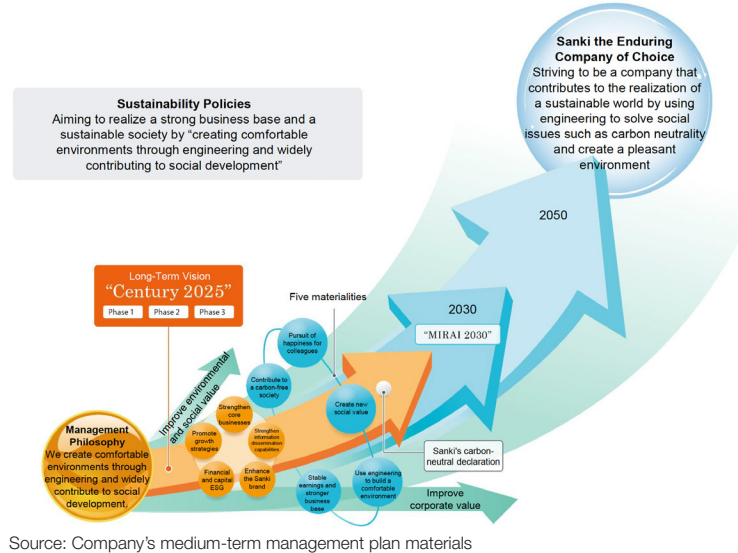 Sanki the Enduring
Company of Choice
Striving to be a company that
contributes to the realization of
a sustainable world by using
engineering to solve social
issues such as carbon neutrality
and create a pleasant
environment
Sustainability Policies
Aiming to realize a strong business base and a
sustainable society by “creating comfortable
environments through engineering and widely
contributing to social development”
2050
Long-Term Vision
“Century 2025”
Phase 1
Phase 2
Phase 3
Five materialities
2030
“MIRAI 2030”
Pursuit of
happiness for
colleagues
Improve environmental
and social value
Contribute to
a carbon-free
society
Create new
social value
Strengthen
core
businesses
Promote
growth
strategies
Strengthen
information
dissemination
capabilities
Management
Philosophy
We create comfortable
environments through
engineering and widely
contribute to social
development.
Financial
and capital
ESG
Enhance
the Sanki
brand
Stable
earnings and
stronger
business
base
Use engineering
to build a
comfortable
environment
Sanki's carbon-
neutral declaration
Improve
corporate value
Source: Company’s medium-term management plan materials